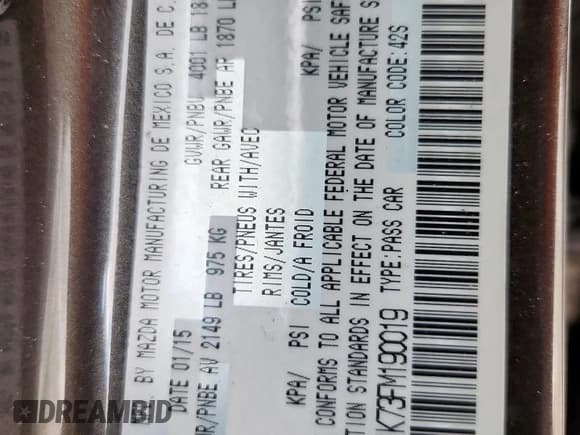 BY MAZDA MOTOR MANUFACTURING DE MEXICO S.A. DE C.
DATE 01/15 GVWR/PNBV 4001 LB
/PNBE AV 2149 LB 975 KG REAR GAWR/PNBE AR 1870
TIRES/PNEUS WITH/AVEC
RIMS/JANTES
KPA/ PSI COLD/A FROID KPA/ PSI
CONFORMS TO ALL APPLICABLE FEDERAL MOTOR VEHICLE SAF
TION STANDARDS IN EFFECT ON THE DATE OF MANUFACTURE S
K73FM190019 TYPE:PASS CAR COLOR CODE:42S
DREAMBID